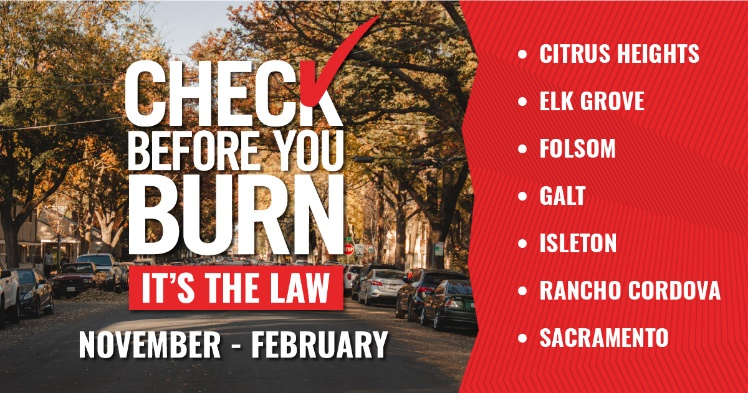 CHECK
BEFORE YOU
BURN
IT'S THE LAW
NOVEMBER - FEBRUARY
• CITRUS HEIGHTS
• ELK GROVE
• FOLSOM
• GALT
• ISLETON
• RANCHO CORDOVA
• SACRAMENTO
STOP